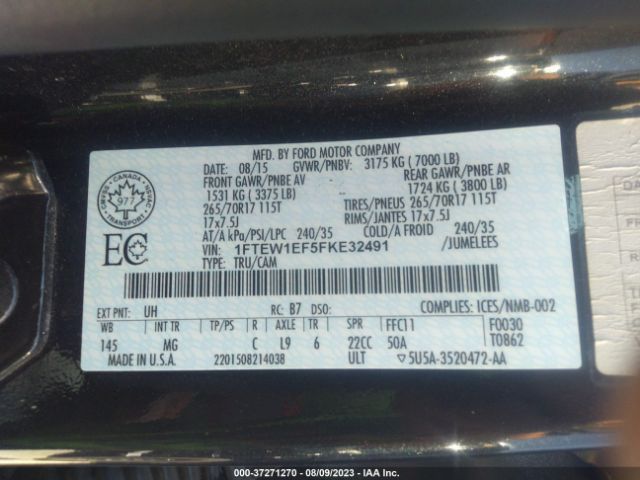 MFD. BY FORD MOTOR COMPANY
08/15 GVWR/PNBV: 3175 KG ( 7000 LB)
FRONT GAWR/PNBE AV REAR GAWR/PNBE AR
1531 KG ( 3375 LB) 1724 KG ( 3800 LB)
265/70R17 115T TIRES/PNEUS 265/70R17 115T
17x7.5J RIMS/JANTES 17x7.5J
AT/A kPa/PSI/LPC 240/35 COLD/A FROID 240/35
VIN: 1FTEW1EF5FKE32491 /JUMELEES
TYPE: TRU/CAM
CANADA
977
TRANSPORT
EC
EXT PNT: UH RC: B7 DSO: COMPLIES: ICES/NMB-002
WB INT TR TP/PS R AXLE TR SPR FFC11 F0030
145 MG C L9 6 22CC 50A T0862
MADE IN U.S.A. 2201508214038 ULT 5U5A-3520472-AA
000-37271270 - 08/09/2023 - IAA Inc.